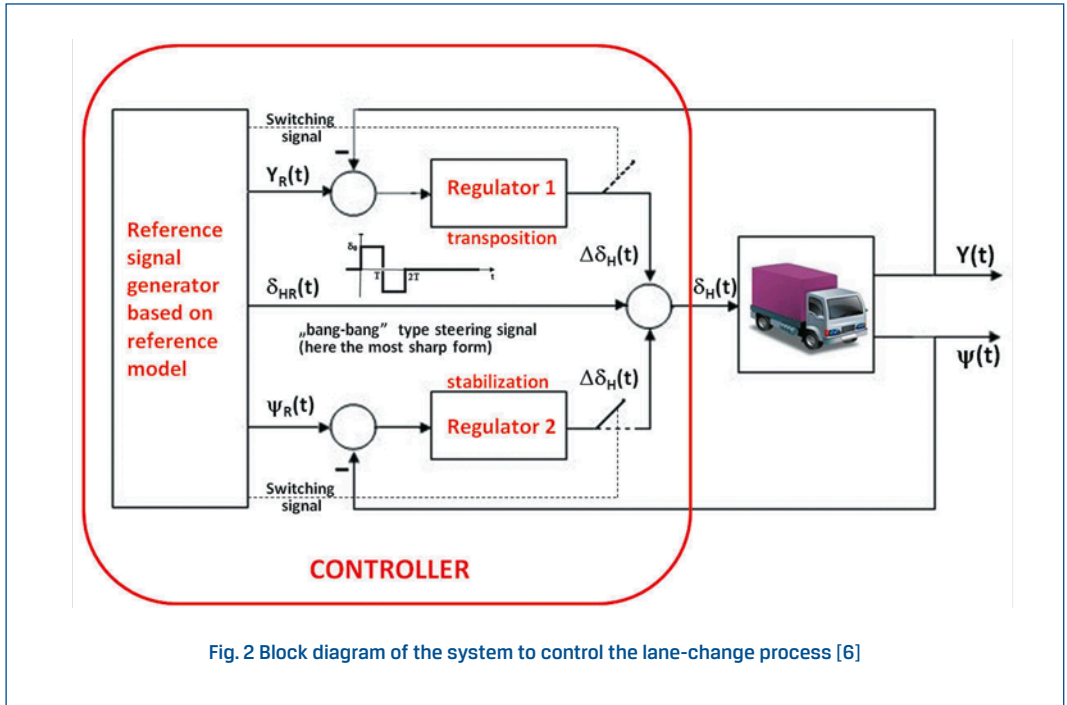 Switching
signal
Y_R(t)
Regulator 1
transposition
Reference
signal
generator
based on
reference
model
δ₀
T
2T
t
Δδ_H(t)
δ_HR(t)
δ_H(t)
Y(t)
ψ(t)
„bang-bang” type steering signal
(here the most sharp form)
stabilization
Δδ_H(t)
ψ_R(t)
Regulator 2
Switching
signal
CONTROLLER
Fig. 2 Block diagram of the system to control the lane-change process [6]